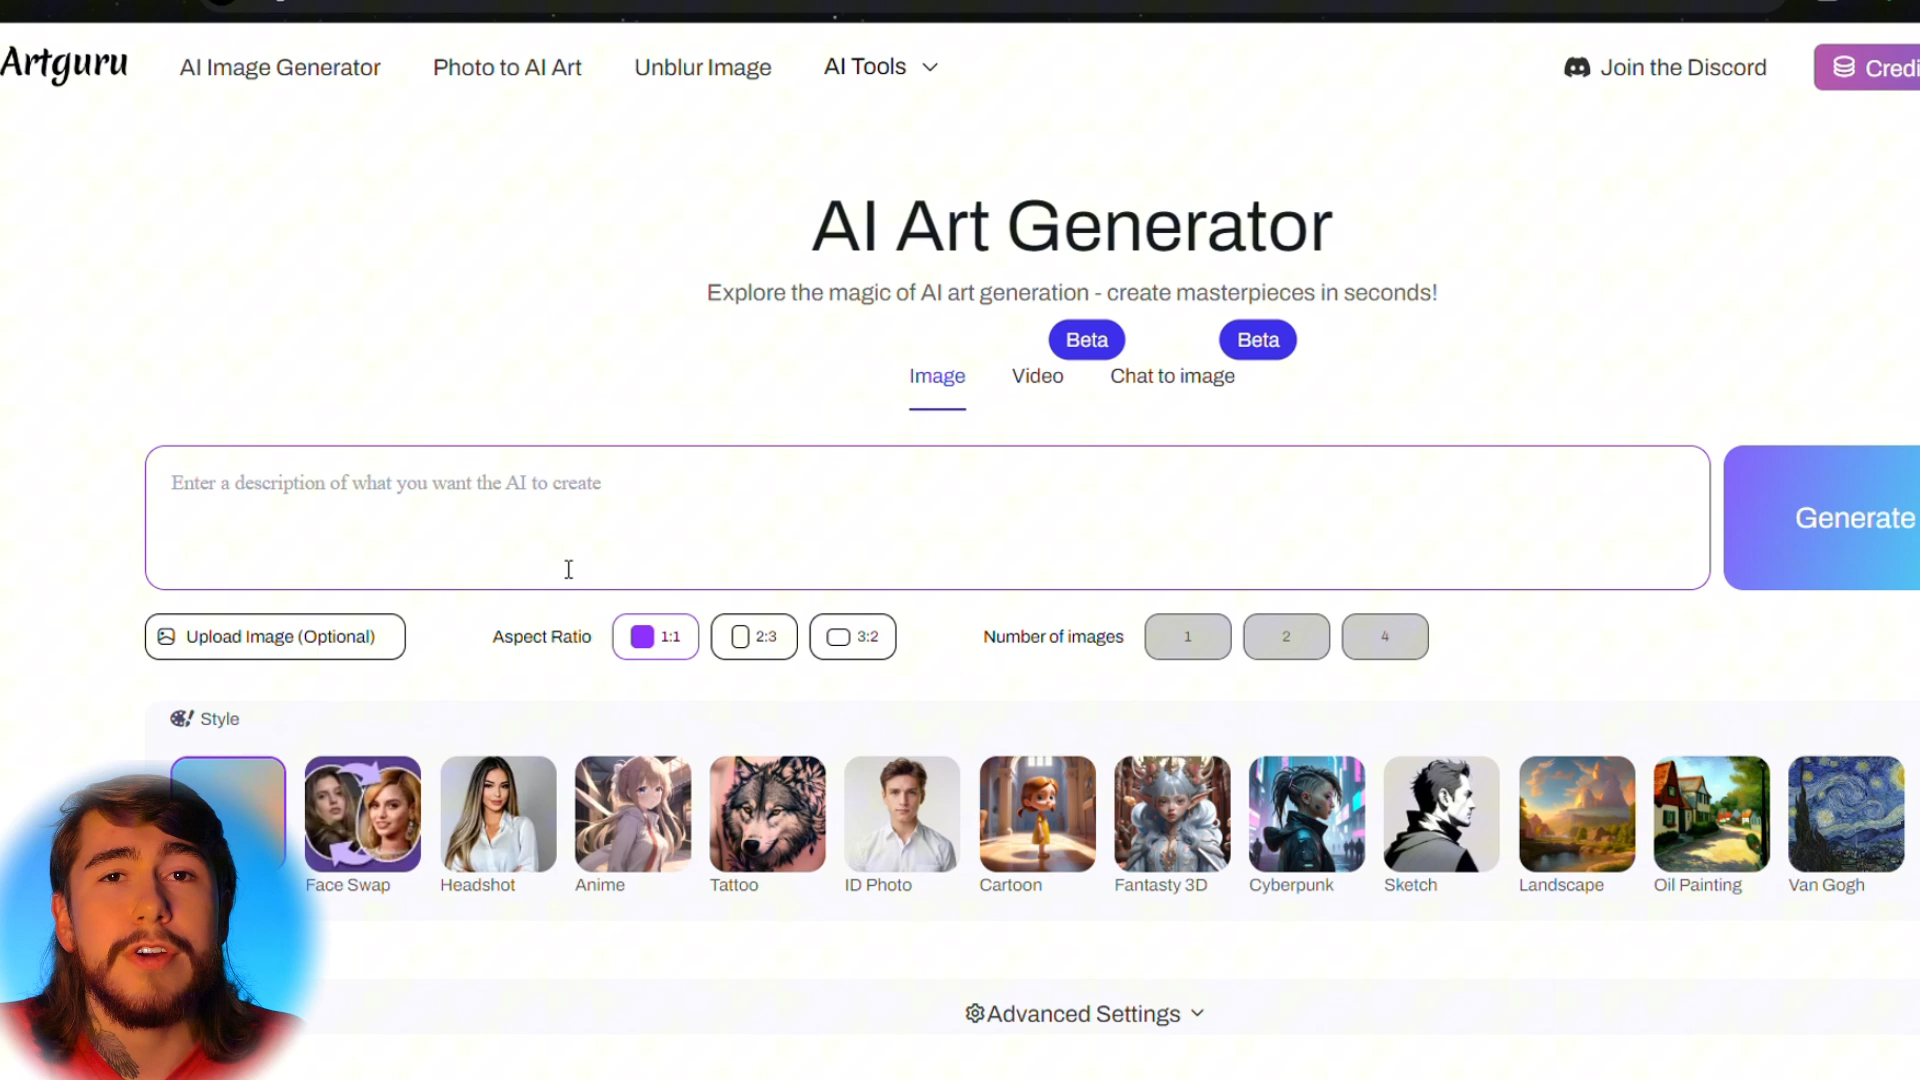 Artguru AI Image Generator Photo to AI Art Unblur Image AI Tools Join the Discord Credi
AI Art Generator
Explore the magic of AI art generation - create masterpieces in seconds!
Beta Beta
Image Video Chat to image
Enter a description of what you want the AI to create
Generate
Upload Image (Optional) Aspect Ratio 1:1 2:3 3:2 Number of images 1 2 4
Style
Face Swap Headshot Anime Tattoo ID Photo Cartoon Fantasty 3D Cyberpunk Sketch Landscape Oil Painting Van Gogh
Advanced Settings